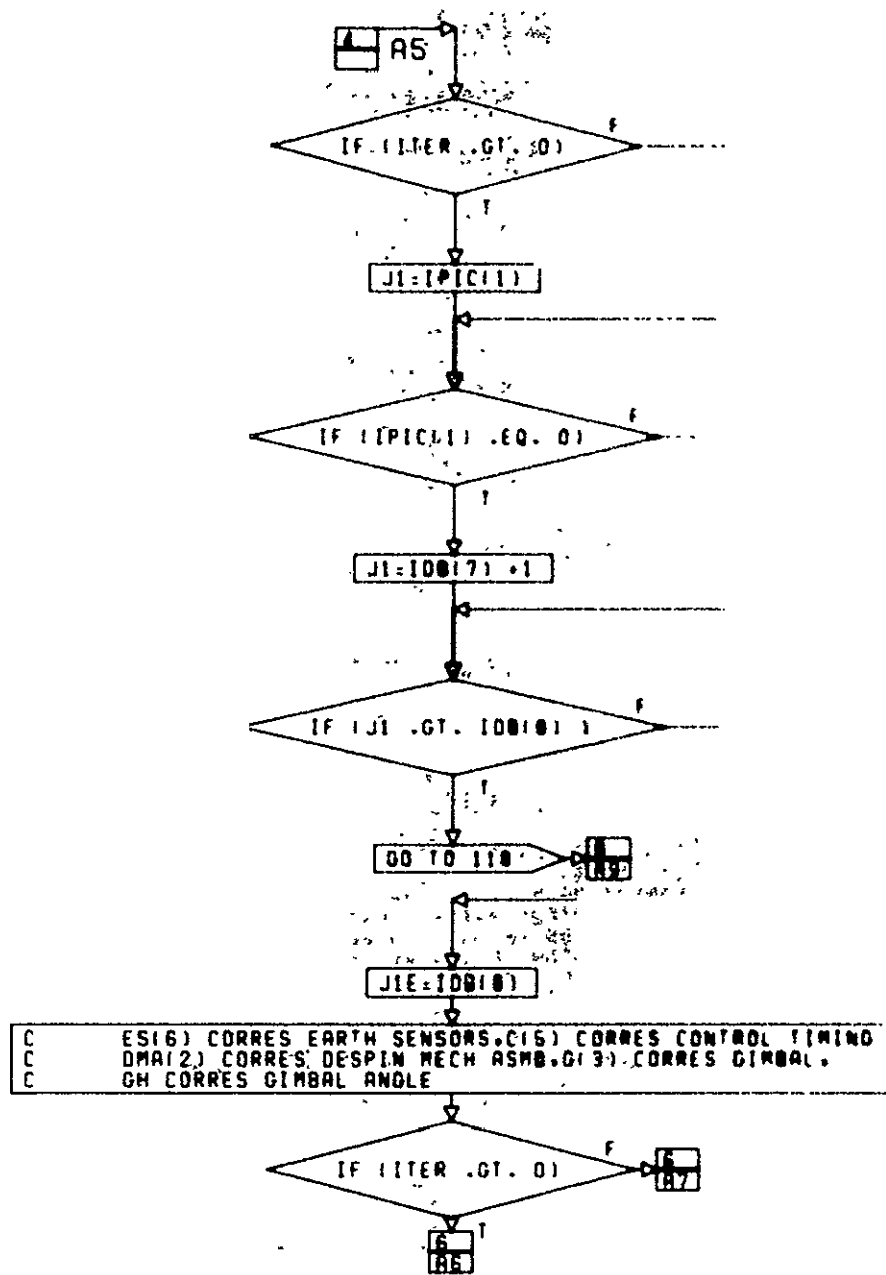 4
A5
IF (ITER .GT. 0)
F
T
J1=IPIC(1)
IF (IPIC(1) .EQ. 0)
F
T
J1=IDB(7) +1
IF (J1 .GT. IDB(8) )
F
T
GO TO 110
A9
J1E=IDB(8)
C ES(6) CORRES EARTH SENSORS.C(5) CORRES CONTROL TIMING
C DMA(2) CORRES DESPIN MECH ASMB.G(3) CORRES GIMBAL.
C GH CORRES GIMBAL ANGLE
IF (ITER .GT. 0)
F
6
A7
T
6
A6